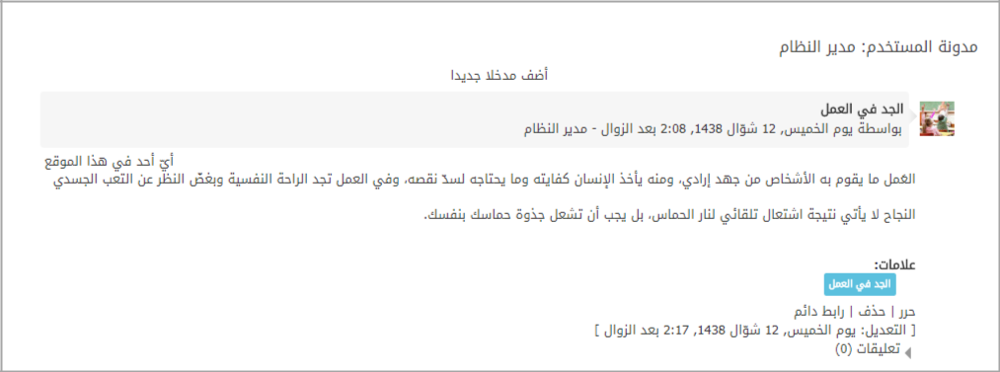 مدونة المستخدم: مدير النظام
أضف مدخلا جديدا
الجد في العمل
بواسطة يوم الخميس, 12 شوّال 1438, 2:08 بعد الزوال - مدير النظام
أيّ أحد في هذا الموقع
العَمل ما يقوم به الأشخاص من جهد إرادي، ومنه يأخذ الإنسان كفايته وما يحتاجه لسدّ نقصه، وفي العمل تجد الراحة النفسية وبغضّ النظر عن التعب الجسدي
النجاح لا يأتي نتيجة اشتعال تلقائي لنار الحماس، بل يجب أن تشعل جذوة حماسك بنفسك.
علامات:
الجد في العمل
حرر | حذف | رابط دائم
[ التعديل: يوم الخميس, 12 شوّال 1438, 2:17 بعد الزوال ]
تعليقات (0)